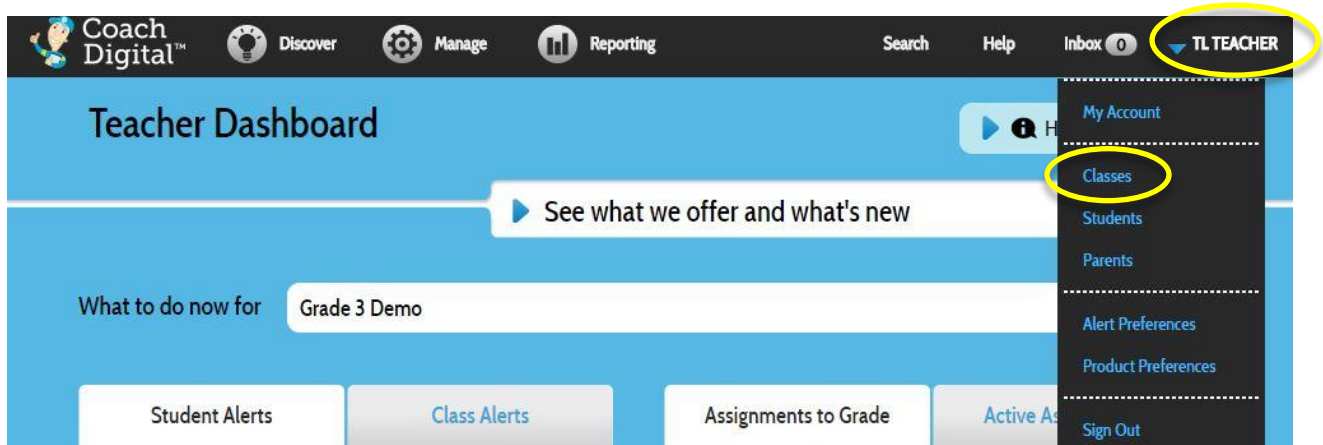 Coach
Digital™
Discover
Manage
Reporting
Search
Help
Inbox 0
TL TEACHER
Teacher Dashboard
H
My Account
Classes
Students
Parents
Alert Preferences
Product Preferences
Sign Out
See what we offer and what's new
What to do now for
Grade 3 Demo
Student Alerts
Class Alerts
Assignments to Grade
Active As